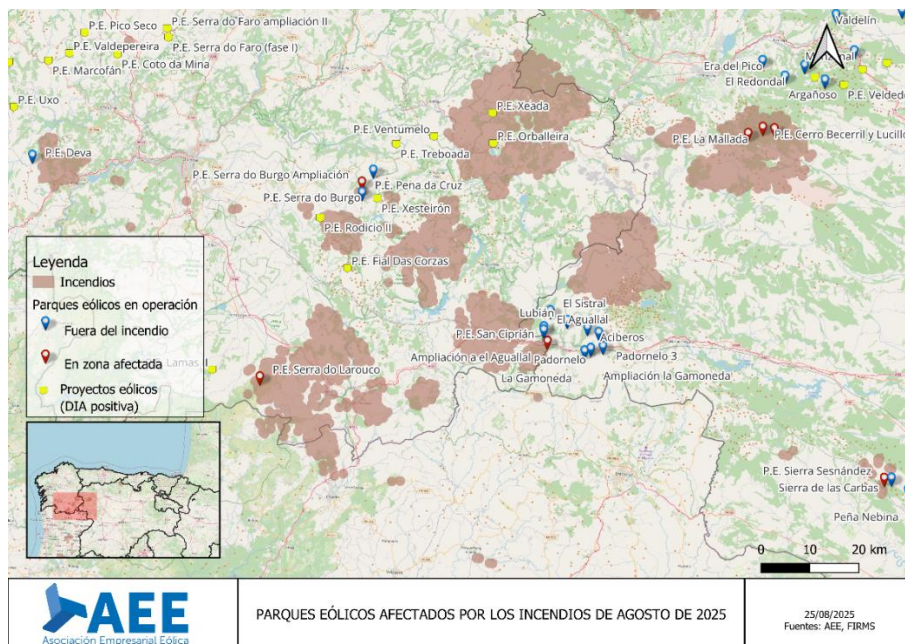 P.E. Pico Seco
P.E. Serra do Faro ampliación II
P.E. Valdepereira
P.E. Serra do Faro (fase I)
P.E. Marcofán
P.E. Coto da Mina
P.E. Uxo
Valdelín
Era del Pico
El Redondal
Argañoso
P.E. Xeada
P.E. Ventumelo
P.E. Orballeira
P.E. Treboada
P.E. La Mallada
P.E. Cerro Becerril y Lucillo
P.E. Deva
P.E. Serra do Burgo Ampliación
P.E. Pena da Cruz
P.E. Serra do Burgo
P.E. Xesteirón
P.E. Rodicio II
P.E. Fial Das Corzas
Leyenda
Incendios
Parques eólicos en operación
Fuera del incendio
En zona afectada
Proyectos eólicos
(DIA positiva)
El Sistral
Lubián
El Aguallal
P.E. San Ciprián
Aciberos
Ampliación a el Aguallal
Padornelo
Padornelo 3
La Gamoneda
Ampliación la Gamoneda
P.E. Serra do Larouco
P.E. Sierra Sesnández
Sierra de las Carbas
Peña Nebina
0 10 20 km
AEE
Asociación Empresarial Eólica
PARQUES EÓLICOS AFECTADOS POR LOS INCENDIOS DE AGOSTO DE 2025
25/08/2025
Fuentes: AEE, FIRMS